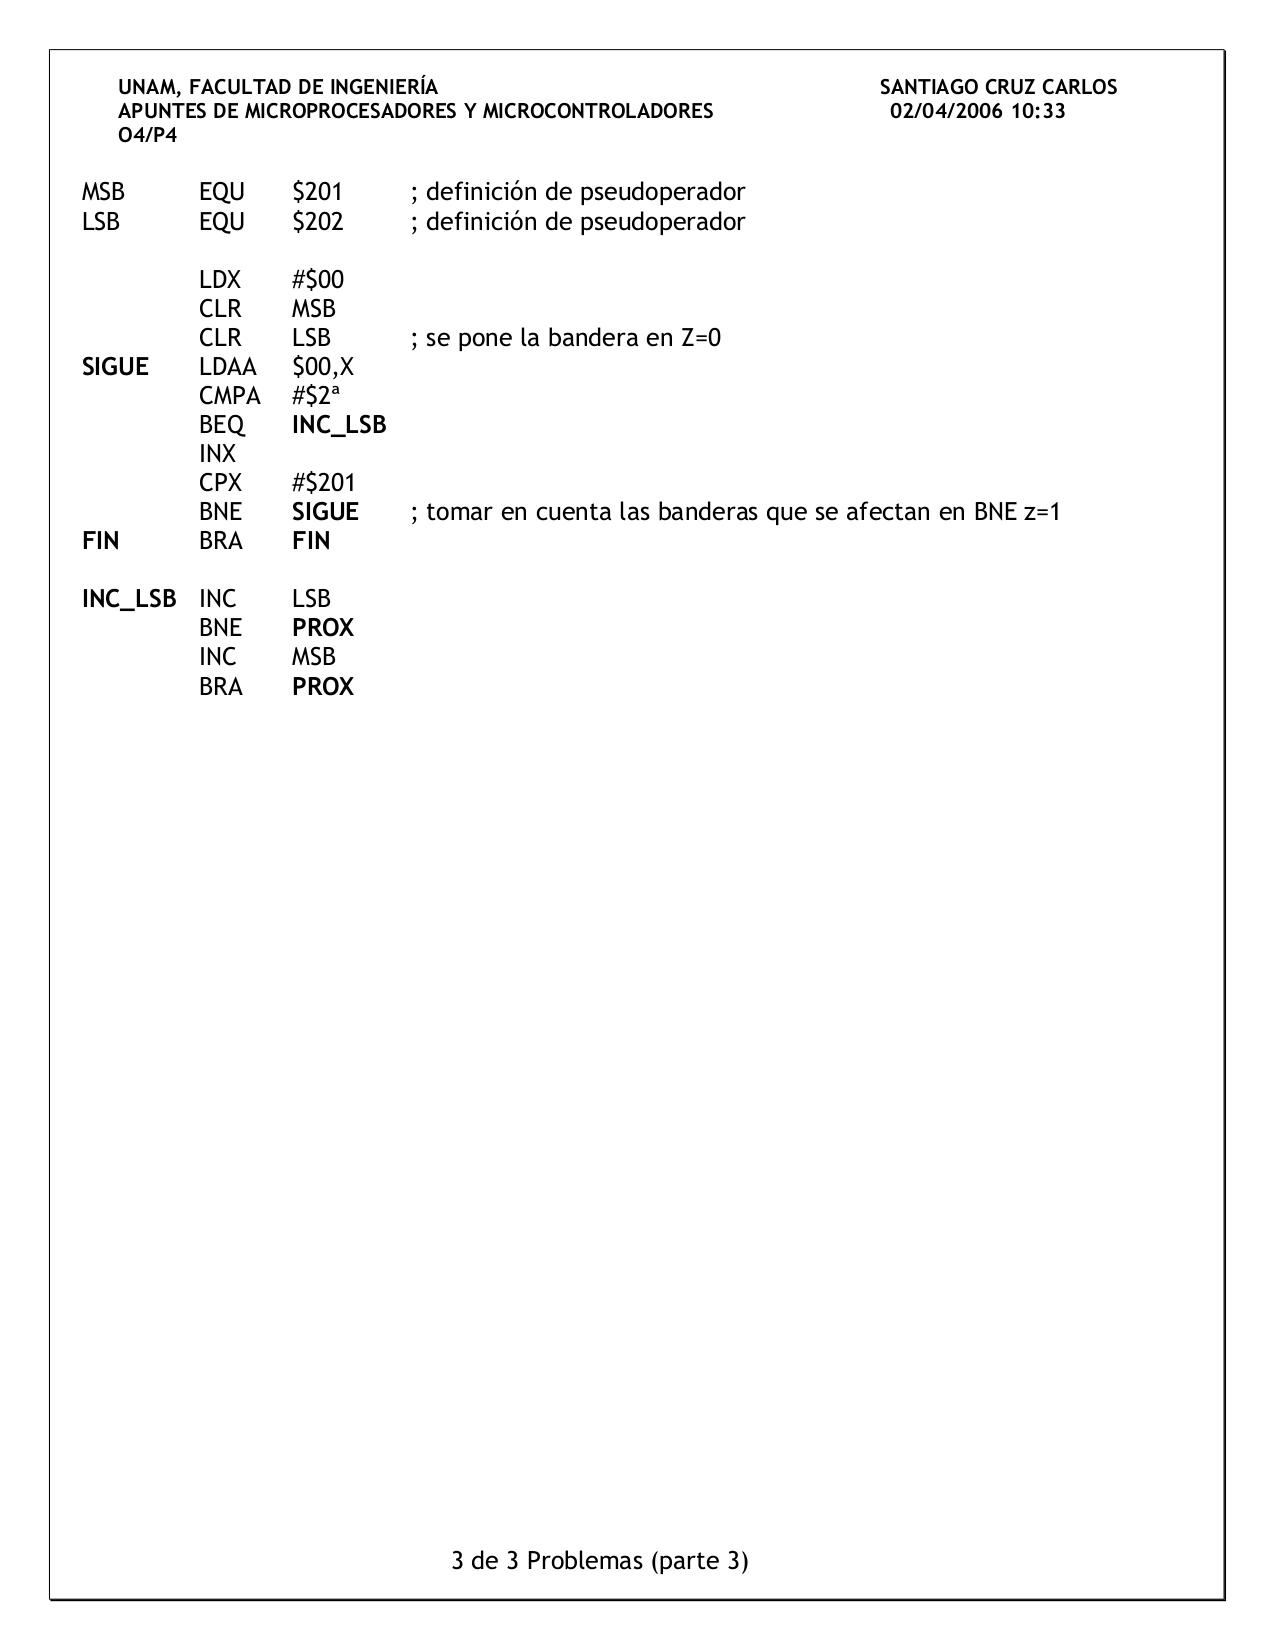 UNAM, FACULTAD DE INGENIERÍA SANTIAGO CRUZ CARLOS
APUNTES DE MICROPROCESADORES Y MICROCONTROLADORES 02/04/2006 10:33
O4/P4
MSB EQU $201 ; definición de pseudoperador
LSB EQU $202 ; definición de pseudoperador
LDX #$00
CLR MSB
CLR LSB ; se pone la bandera en Z=0
SIGUE LDAA $00,X
CMPA #$2ª
BEQ INC_LSB
INX
CPX #$201
BNE SIGUE ; tomar en cuenta las banderas que se afectan en BNE z=1
FIN BRA FIN
INC_LSB INC LSB
BNE PROX
INC MSB
BRA PROX
3 de 3 Problemas (parte 3)